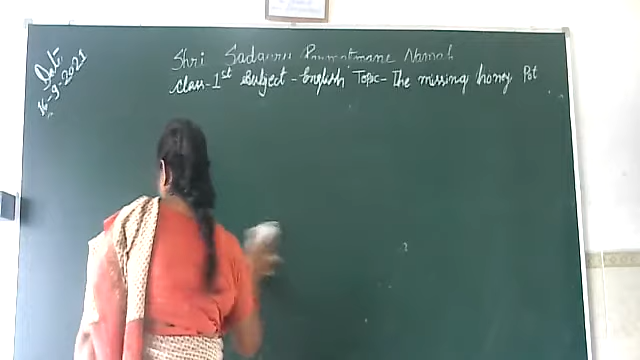 Date-
16-9-2021
Shri Sadguru Namah
Class-1st Subject - English Topic - The missing honey Pot